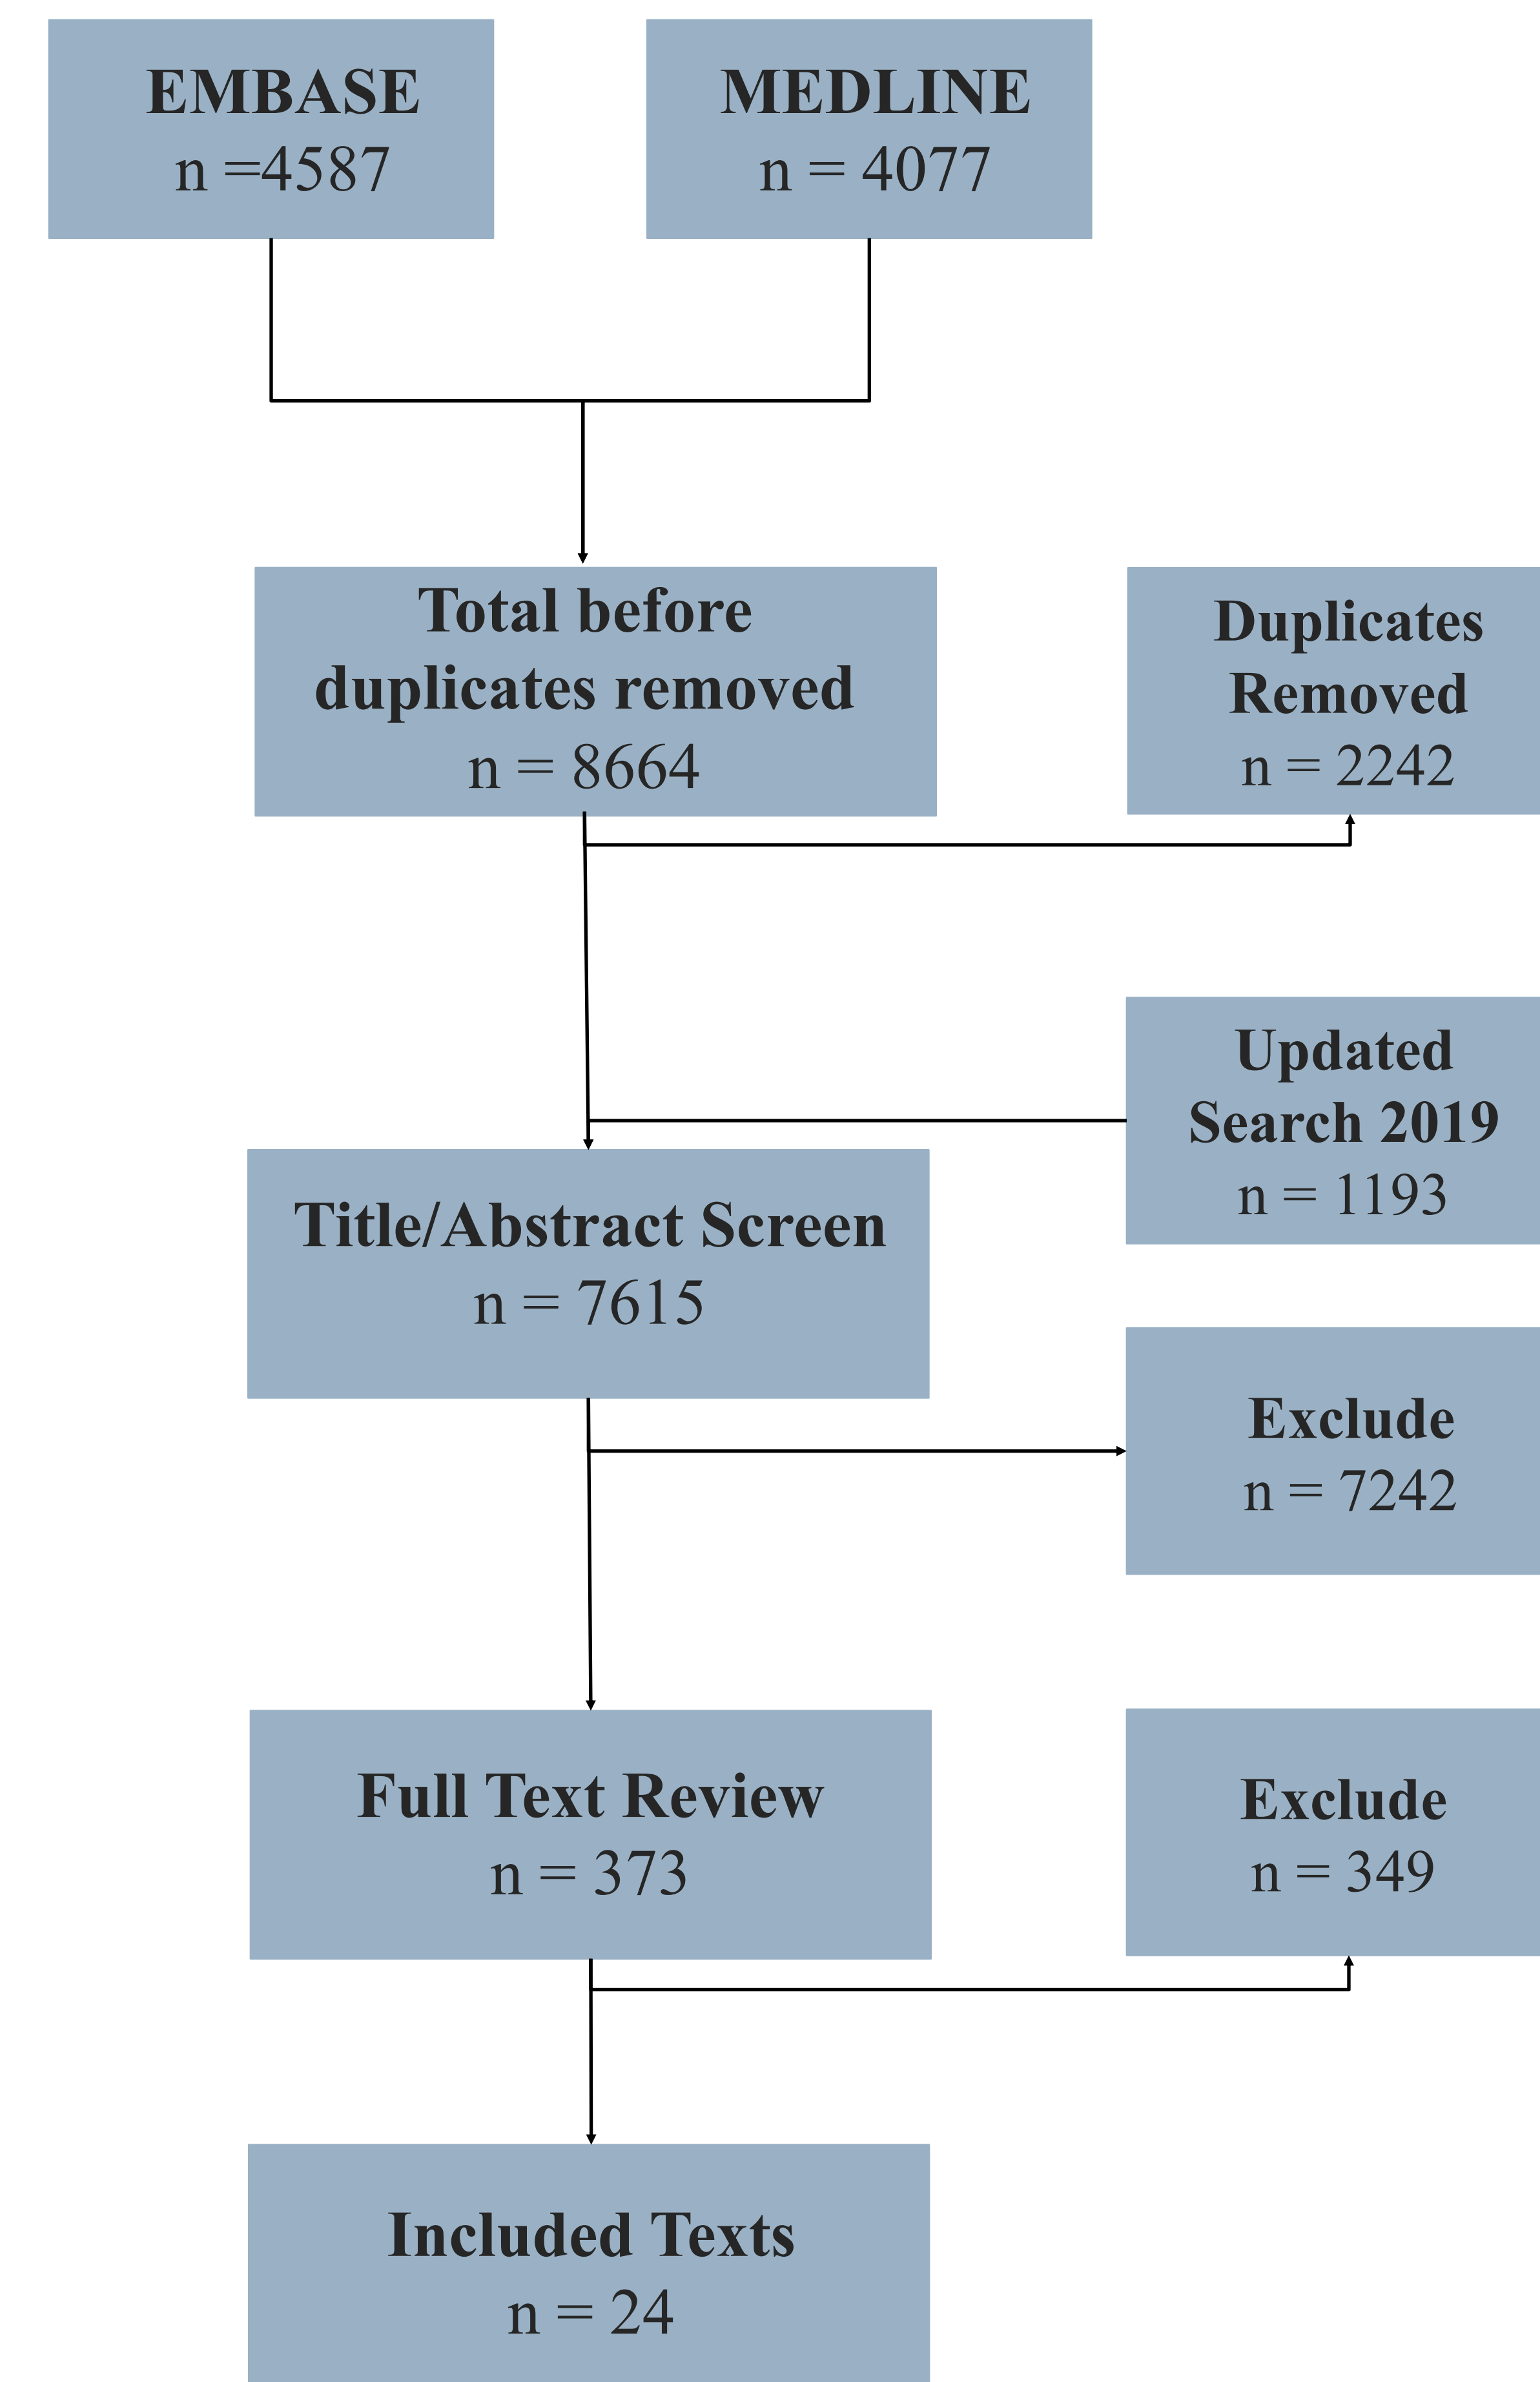 EMBASE
n =4587
MEDLINE
n = 4077
Total before
duplicates removed
n = 8664
Duplicates
Removed
n = 2242
Updated
Search 2019
n = 1193
Title/Abstract Screen
n = 7615
Exclude
n = 7242
Full Text Review
n = 373
Exclude
n = 349
Included Texts
n = 24